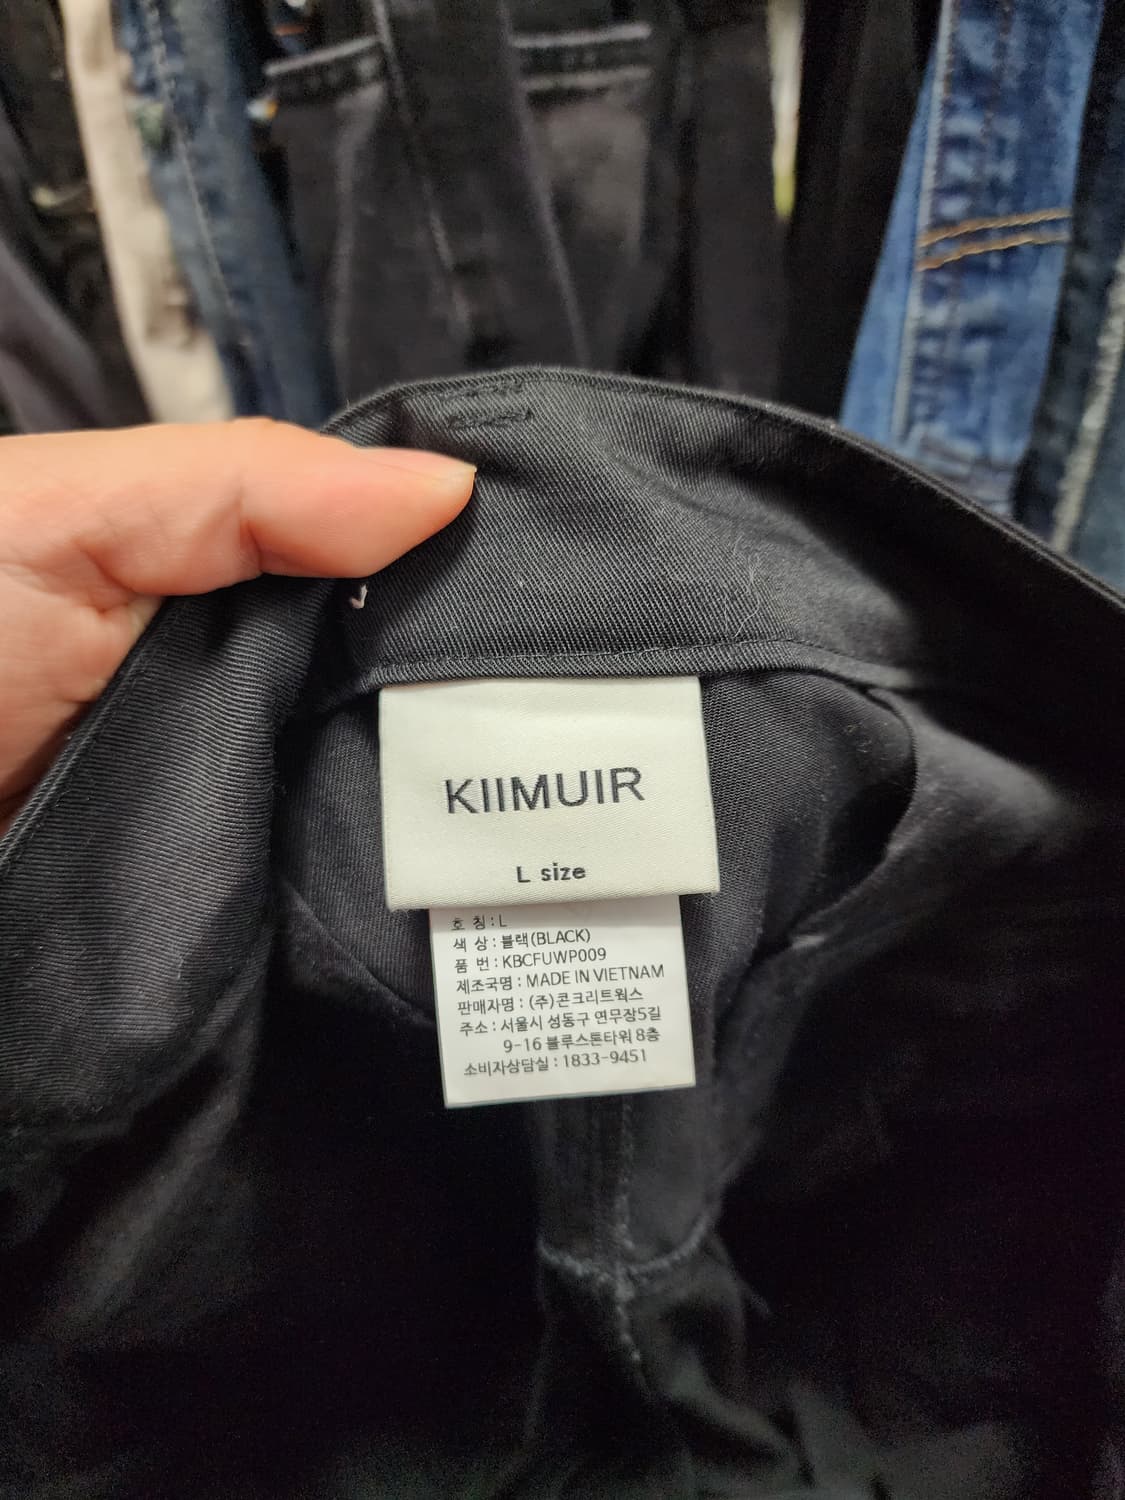 KIIMUIR
L size
호 칭 : L
색 상 : 블랙(BLACK)
품 번 : KBCFUWP009
제조국명 : MADE IN VIETNAM
판매자명 : (주)콘크리트웍스
주소 : 서울시 성동구 연무장5길
9-16 블루스톤타워 8층
소비자상담실 : 1833-9451